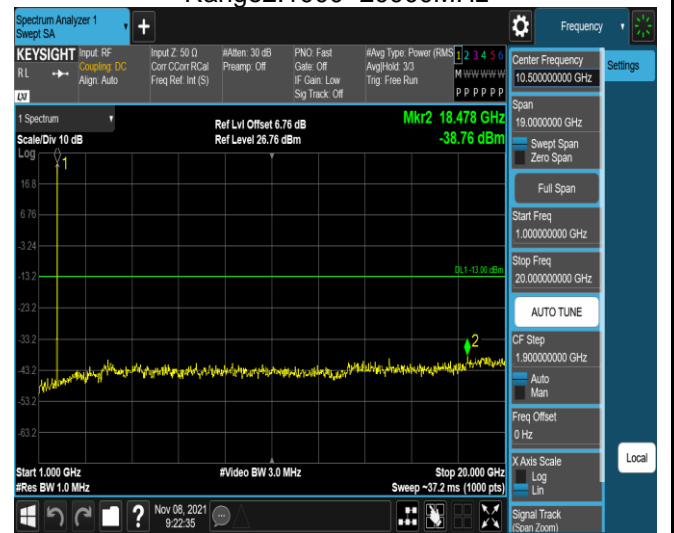 Range2:1000~20000MHz
Spectrum Analyzer 1
Swept SA
+
Frequency
KEYSIGHT
RL
LXI
Input: RF
Coupling: DC
Align: Auto
Input Z: 50 Ω
Corr CCorr RCal
Freq Ref: Int (S)
#Atten: 30 dB
Preamp: Off
PNO: Fast
Gate: Off
IF Gain: Low
Sig Track: Off
#Avg Type: Power (RMS
Avg|Hold: 3/3
Trig: Free Run
1 2 3 4 5 6
M W W W W W
P P P P P P
1 Spectrum
Scale/Div 10 dB
Log
Ref Lvl Offset 6.76 dB
Ref Level 26.76 dBm
Mkr2 18.478 GHz
-38.76 dBm
1
16.8
6.76
-3.24
-13.2
DL1 -13.00 dBm
-23.2
-33.2
2
-43.2
-53.2
-63.2
Start 1.000 GHz
#Res BW 1.0 MHz
#Video BW 3.0 MHz
Stop 20.000 GHz
Sweep ~37.2 ms (1000 pts)
Center Frequency
10.500000000 GHz
Settings
Span
19.0000000 GHz
Swept Span
Zero Span
Full Span
Start Freq
1.000000000 GHz
Stop Freq
20.000000000 GHz
AUTO TUNE
CF Step
1.900000000 GHz
Auto
Man
Freq Offset
0 Hz
X Axis Scale
Log
Lin
Local
Signal Track
(Span Zoom)
?
Nov 08, 2021
9:22:35